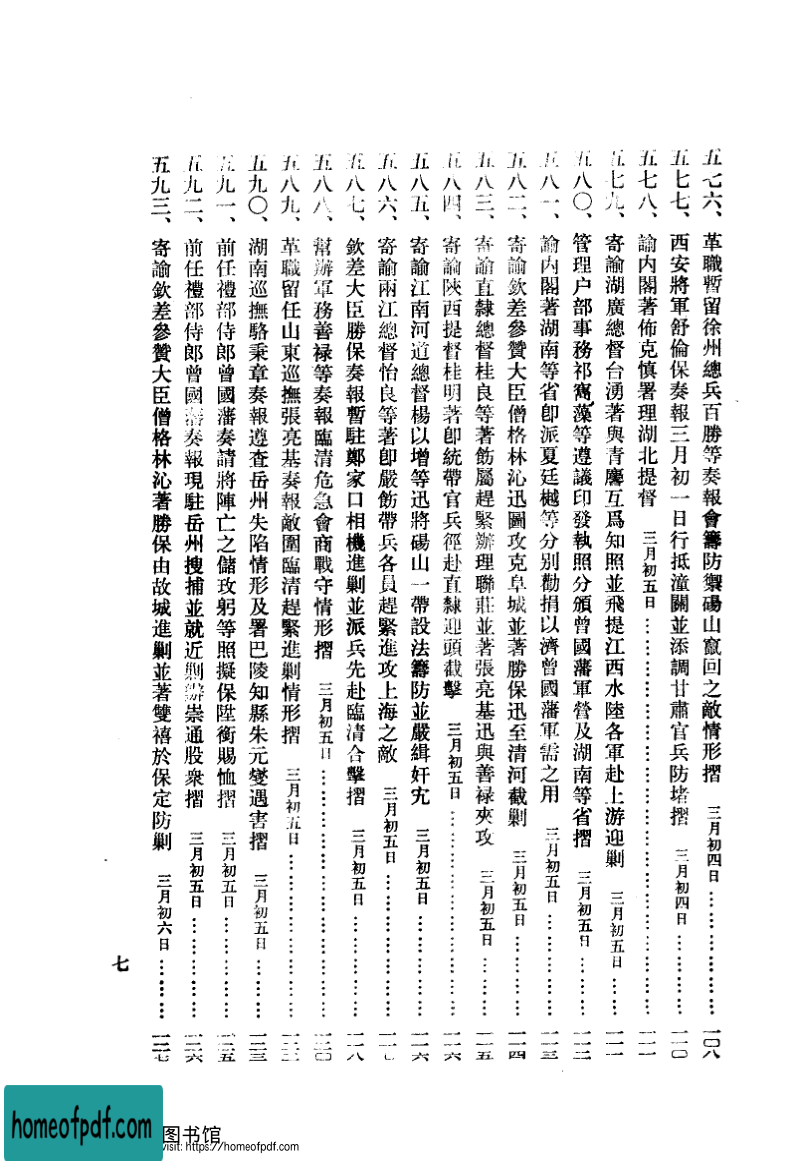 五七六、革職暫留徐州總兵百勝等奏報會籌防禦碭山竄回之敵情形摺 三月初四日……………一〇八
五七七、西安將軍舒倫保奏報三月初一日行抵潼關並添調甘肅官兵防堵摺 三月初四日………一一〇
五七八、諭內閣著佈克慎署理湖北提督 三月初五日……………………………………一一一
五七九、寄諭湖廣總督台湧著與青麐互爲知照並飛提江西水陸各軍赴上游迎剿 三月初五日……一一一
五八〇、管理户部事務祁寯藻等遵議印發執照分頒曾國藩軍營及湖南等省摺 三月初五日………一一二
五八一、諭內閣著湖南等省卽派夏廷樾等分別勸捐以濟曾國藩軍需之用 三月初五日……………一一三
五八二、寄諭欽差參贊大臣僧格林沁迅圖攻克阜城並著勝保迅至清河截剿 三月初五日…………一一四
五八三、寄諭直隸總督桂良等著飭屬趕緊辦理聯莊並著張亮基迅與善禄夾攻 三月初五日………一一五
五八四、寄諭陝西提督桂明著卽統帶官兵徑赴直隸迎頭截擊 三月初五日……………………一一六
五八五、寄諭江南河道總督楊以增等迅將碭山一帶設法籌防並嚴緝奸宄 三月初五日…………一一六
五八六、寄諭兩江總督怡良等著卽嚴飭帶兵各員趕緊進攻上海之敵 三月初五日………………一一七
五八七、欽差大臣勝保奏報暫駐鄭家口相機進剿並派兵先赴臨清合擊摺 三月初五日……………一一八
五八八、幫辦軍務善禄等奏報臨清危急會商戰守情形摺 三月初五日…………………………一二〇
五八九、革職留任山東巡撫張亮基奏報敵圍臨清趕緊進剿情形摺 三月初五日…………………一二二
五九〇、湖南巡撫駱秉章奏報遵查岳州失陷情形及署巴陵知縣朱元燮遇害摺 三月初五日………一二三
五九一、前任禮部侍郎曾國藩奏請將陣亡之儲玫躬等照擬保陞銜賜恤摺 三月初五日……………一二五
五九二、前任禮部侍郎曾國藩奏報現駐岳州搜捕並就近剿辦崇通股衆摺 三月初五日……………一二六
五九三、寄諭欽差參贊大臣僧格林沁著勝保由故城進剿並著雙禧於保定防剿 三月初六日………一二七
七
homeofpdf.com
图书馆
visit: https://homeofpdf.com